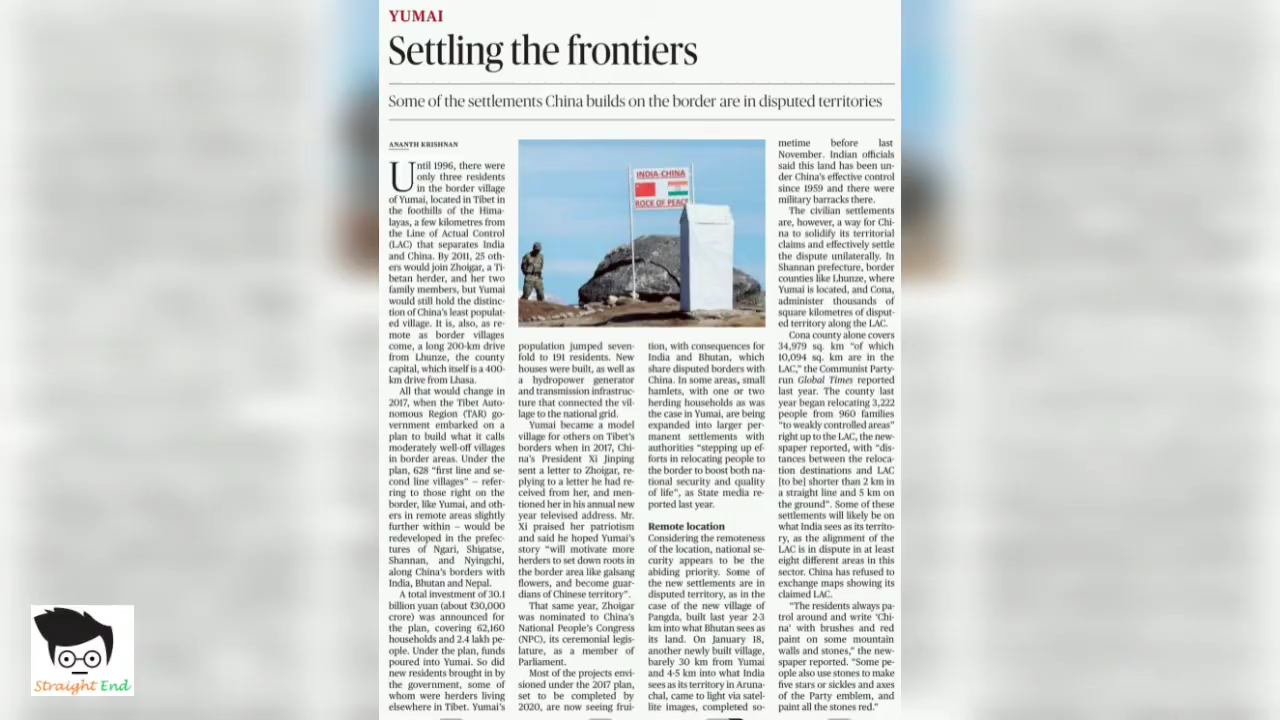 YUMAI
Settling the frontiers
Some of the settlements China builds on the border are in disputed territories
ANANTH KRISHNAN
Until 1996, there were
only three residents
in the border village
of Yumai, located in Tibet in
the foothills of the Hima-
layas, a few kilometres from
the Line of Actual Control
(LAC) that separates India
and China. By 2011, 25 oth-
ers would join Zhoigar, a Ti-
betan herder, and her two
family members, but Yumai
would still hold the distinc-
tion of China's least populat-
ed village. It is, also, as re-
mote as border villages
come, a long 200-km drive
from Lhunze, the county
capital, which itself is a 400-
km drive from Lhasa.
All that would change in
2017, when the Tibet Auto-
nomous Region (TAR) go-
vernment embarked on a
plan to build what it calls
moderately well-off villages
in border areas. Under the
plan, 628 "first line and se-
cond line villages" – refer-
ring to those right on the
border, like Yumai, and oth-
ers in remote areas slightly
further within – would be
redeveloped in the prefec-
tures of Ngari, Shigatse,
Shannan, and Nyingchi,
along China's borders with
India, Bhutan and Nepal.
A total investment of 30.1
billion yuan (about ₹30,000
crore) was announced for
the plan, covering 62,160
households and 2.4 lakh pe-
ople. Under the plan, funds
poured into Yumai. So did
new residents brought in by
the government, some of
whom were herders living
elsewhere in Tibet. Yumai's
INDIA-CHINA
ROCK OF PEACE
population jumped seven-
fold to 191 residents. New
houses were built, as well as
a hydropower generator
and transmission infrastruc-
ture that connected the vil-
lage to the national grid.
Yumai became a model
village for others on Tibet's
borders when in 2017, Chi-
na's President Xi Jinping
sent a letter to Zhoigar, re-
plying to a letter he had re-
ceived from her, and men-
tioned her in his annual new
year televised address. Mr.
Xi praised her patriotism
and said he hoped Yumai's
story "will motivate more
herders to set down roots in
the border area like galsang
flowers, and become guar-
dians of Chinese territory".
That same year, Zhoigar
was nominated to China's
National People's Congress
(NPC), its ceremonial legis-
lature, as a member of
Parliament.
Most of the projects envi-
sioned under the 2017 plan,
set to be completed by
2020, are now seeing frui-
tion, with consequences for
India and Bhutan, which
share disputed borders with
China. In some areas, small
hamlets, with one or two
herding households as was
the case in Yumai, are being
expanded into larger per-
manent settlements with
authorities "stepping up ef-
forts in relocating people to
the border to boost both na-
tional security and quality
of life", as State media re-
ported last year.
Remote location
Considering the remoteness
of the location, national se-
curity appears to be the
abiding priority. Some of
the new settlements are in
disputed territory, as in the
case of the new village of
Pangda, built last year 2-3
km into what Bhutan sees as
its land. On January 18,
another newly built village,
barely 30 km from Yumai
and 4-5 km into what India
sees as its territory in Aruna-
chal, came to light via satel-
lite images, completed so-
metime before last
November. Indian officials
said this land has been un-
der China's effective control
since 1959 and there were
military barracks there.
The civilian settlements
are, however, a way for Chi-
na to solidify its territorial
claims and effectively settle
the dispute unilaterally. In
Shannan prefecture, border
counties like Lhunze, where
Yumai is located, and Cona,
administer thousands of
square kilometres of disput-
ed territory along the LAC.
Cona county alone covers
34,979 sq. km "of which
10,094 sq. km are in the
LAC," the Communist Party-
run Global Times reported
last year. The county last
year began relocating 3,222
people from 960 families
"to weakly controlled areas"
right up to the LAC, the new-
spaper reported, with "dis-
tances between the reloca-
tion destinations and LAC
[to be] shorter than 2 km in
a straight line and 5 km on
the ground". Some of these
settlements will likely be on
what India sees as its territo-
ry, as the alignment of the
LAC is in dispute in at least
eight different areas in this
sector. China has refused to
exchange maps showing its
claimed LAC.
"The residents always pa-
trol around and write 'Chi-
na' with brushes and red
paint on some mountain
walls and stones," the new-
spaper reported. "Some pe-
ople also use stones to make
five stars or sickles and axes
of the Party emblem, and
paint all the stones red."
Straight End